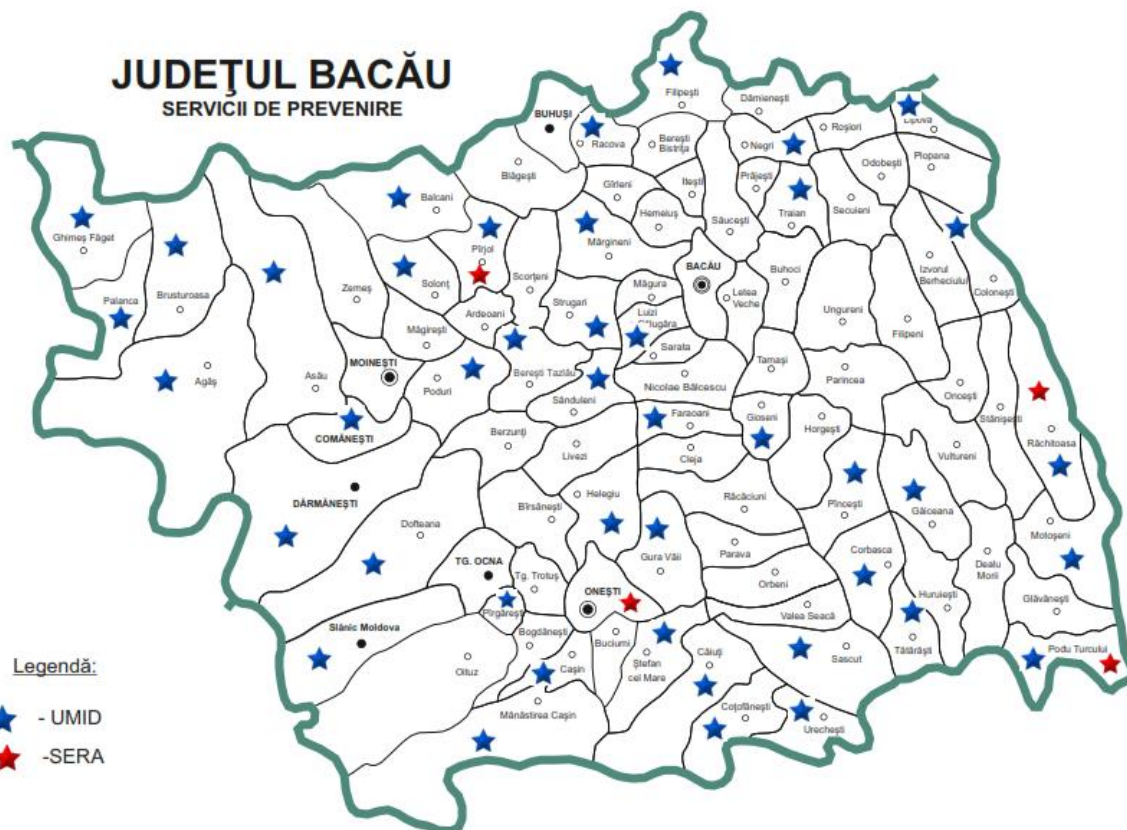 JUDEŢUL BACĂU
SERVICII DE PREVENIRE
Filipeşti
Dămieneşti
BUHUŞI
Racova
Bereşti
Bistriţa
Negri
Roşiori
Lipova
Plopana
Odobeşti
Blăgeşti
Gîrleni
Iteşti
Prăjeşti
Traian
Secuieni
Balcani
Hemeiuş
Săuceşti
Ghimeş Făget
Pîrjol
Mărgineni
BACĂU
Buhoci
Izvorul
Berheciului
Coloneşti
Palanca
Brusturoasa
Zemeş
Solonţ
Scorţeni
Măgura
Letea
Veche
Ungureni
Filipeni
Ardeoani
Strugari
Luizi
Călugăra
Măgireşti
Sarata
MOINEŞTI
Agăş
Asău
Poduri
Bereşti Tazlău
Nicolae Bălcescu
Tamaşi
Parincea
Onceşti
Stănişeşti
Sănduleni
Faraoani
Gioseni
Horgeşti
Răchitoasa
COMĂNEŞTI
Berzunţi
Livezi
Cleja
Vultureni
DĂRMĂNEŞTI
Helegiu
Răcăciuni
Bîrsăneşti
Pînceşti
Găiceana
Dofteana
Motoşeni
Gura Văii
Parava
Corbasca
Dealu
Morii
TG. OCNA
Tg. Trotuş
ONEŞTI
Orbeni
Huruieşti
Glăvăneşti
Pîrgăreşti
Valea Seacă
Tătărăşti
Slănic Moldova
Bogdăneşti
Buciumi
Podu Turcului
Oituz
Caşin
Ştefan
cel Mare
Căiuţi
Sascut
Mănăstirea Caşin
Coţofăneşti
Urecheşti
Legendă:
- UMID
-SERA